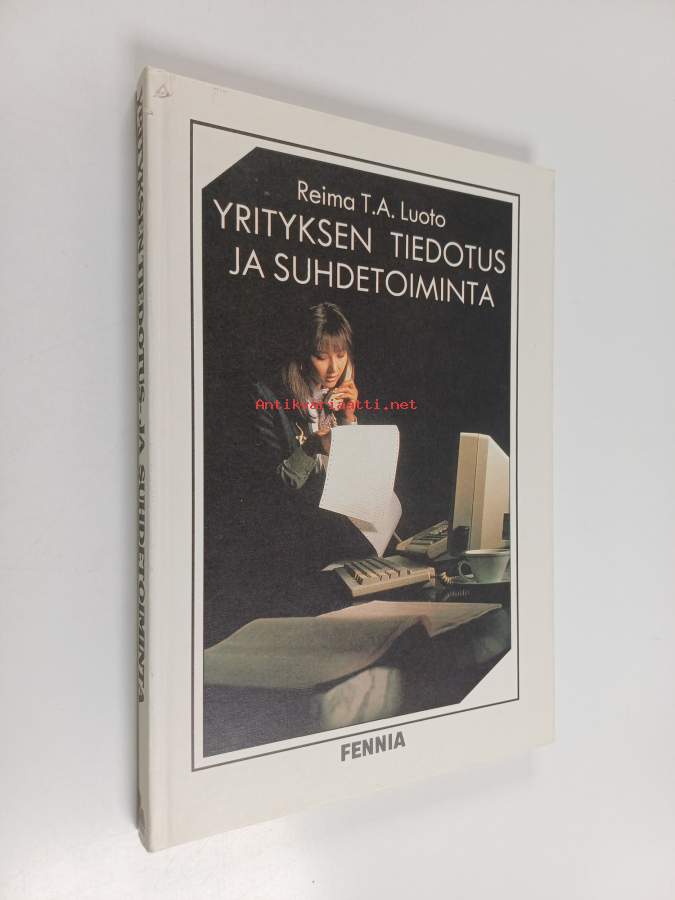 Reima T.A. Luoto
YRITYKSEN TIEDOTUS
JA SUHDETOIMINTA
Antikvariaatti.net
FENNIA
YRITYKSEN TIEDOTUS- JA SUHDETOIMINTA